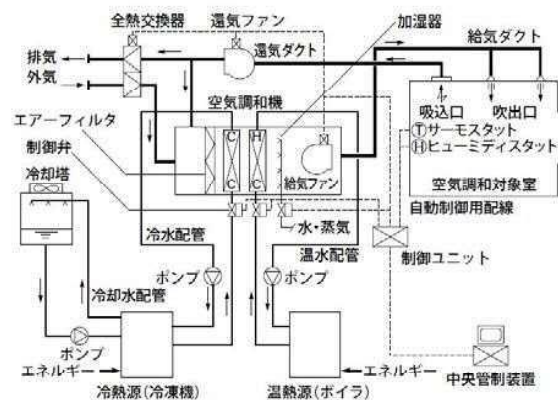 全熱交換器
還気ファン
加湿器
排気
外気
還気ダクト
給気ダクト
空気調和機
吸込口
吹出口
エアーフィルタ
制御弁
冷却塔
C
H
C
C
給気ファン
Ⓣサーモスタット
Ⓗヒューミディスタット
空気調和対象室
自動制御用配線
冷水配管
水・蒸気
温水配管
制御ユニット
ポンプ
ポンプ
冷却水配管
ポンプ
エネルギー
エネルギー
冷熱源(冷凍機)
温熱源(ボイラ)
中央管制装置